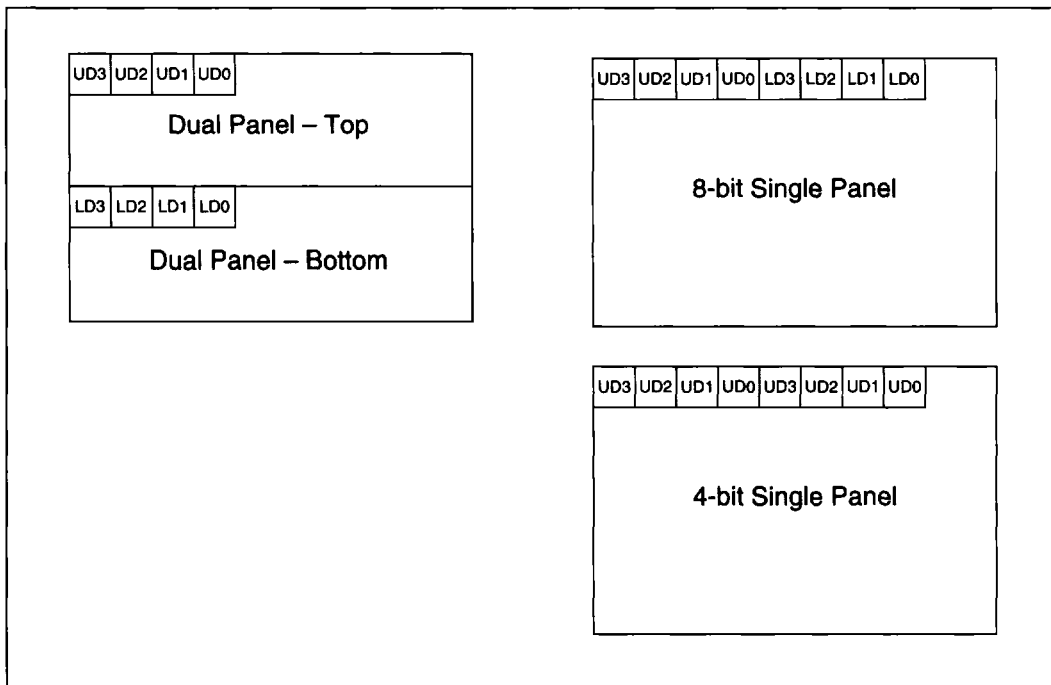 UD3 UD2 UD1 UD0
Dual Panel – Top
LD3 LD2 LD1 LD0
Dual Panel – Bottom
UD3 UD2 UD1 UD0 LD3 LD2 LD1 LD0
8-bit Single Panel
UD3 UD2 UD1 UD0 UD3 UD2 UD1 UD0
4-bit Single Panel